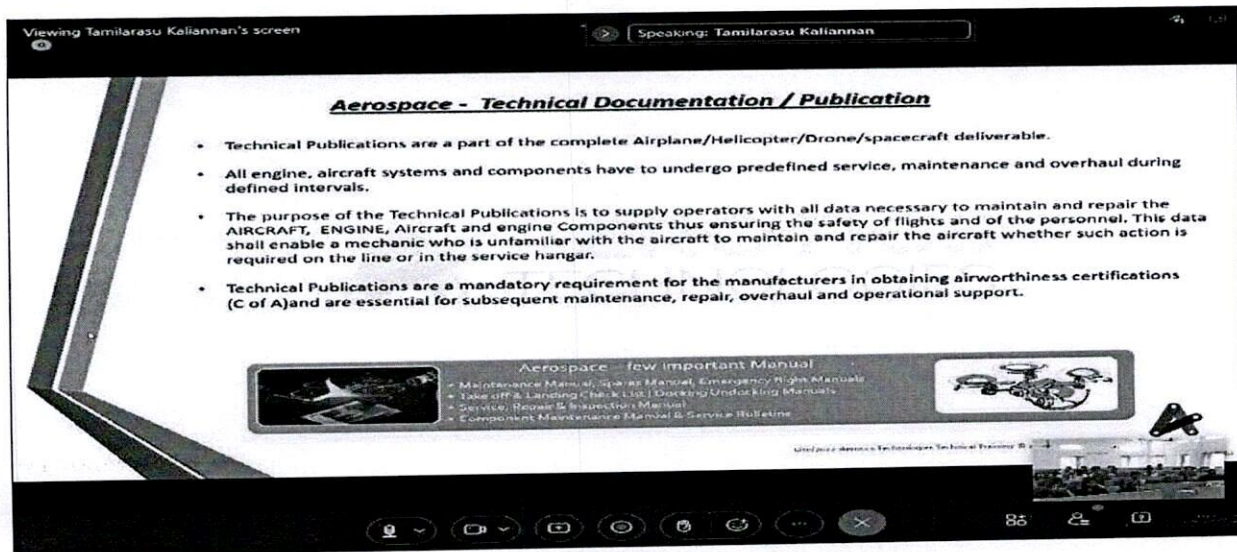 Viewing Tamilarasu Kaliannan's screen
Speaking: Tamilarasu Kaliannan
Aerospace - Technical Documentation / Publication
• Technical Publications are a part of the complete Airplane/Helicopter/Drone/spacecraft deliverable.
• All engine, aircraft systems and components have to undergo predefined service, maintenance and overhaul during
defined intervals.
• The purpose of the Technical Publications is to supply operators with all data necessary to maintain and repair the
AIRCRAFT, ENGINE, Aircraft and engine Components thus ensuring the safety of flights and of the personnel. This data
shall enable a mechanic who is unfamiliar with the aircraft to maintain and repair the aircraft whether such action is
required on the line or in the service hangar.
• Technical Publications are a mandatory requirement for the manufacturers in obtaining airworthiness certifications
(C of A)and are essential for subsequent maintenance, repair, overhaul and operational support.
Aerospace few important Manual
• Maintenance Manual, Spares Manual, Emergency Manuals
• Take off & Landing Check List | Docking Undocking Manuals
• Service, Repair & Inspection Manual
• Component Maintenance Manual & Service Bulletins
Technologies Technical Training